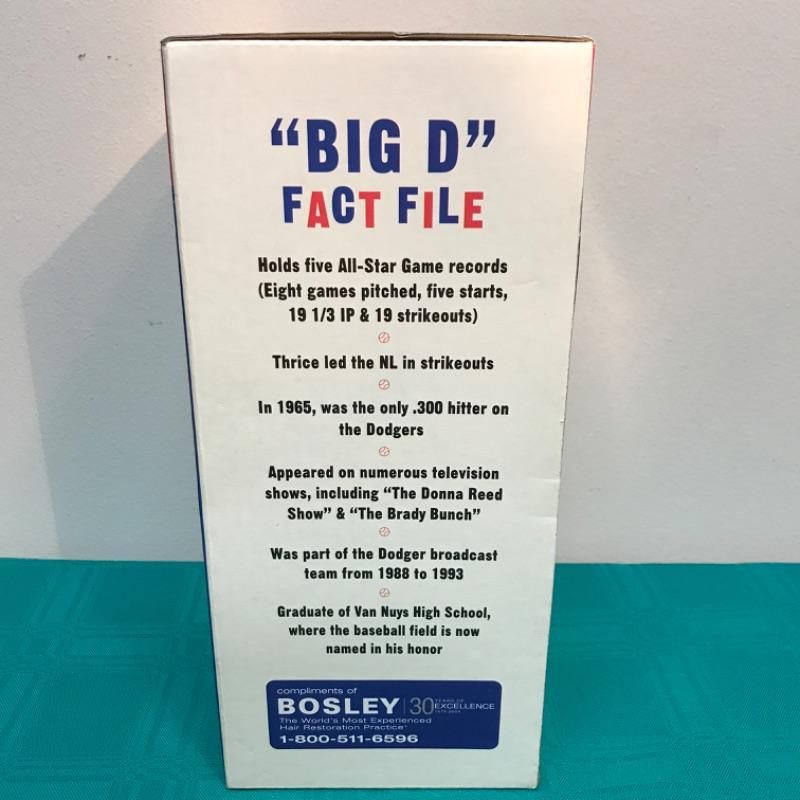 "BIG D"
FACT FILE
Holds five All-Star Game records
(Eight games pitched, five starts,
19 1/3 IP & 19 strikeouts)
Thrice led the NL in strikeouts
In 1965, was the only .300 hitter on
the Dodgers
Appeared on numerous television
shows, including "The Donna Reed
Show" & "The Brady Bunch"
Was part of the Dodger broadcast
team from 1988 to 1993
Graduate of Van Nuys High School,
where the baseball field is now
named in his honor
compliments of
BOSLEY | 30 YEARS OF
EXCELLENCE
The World's Most Experienced
Hair Restoration Practice
1-800-511-6596